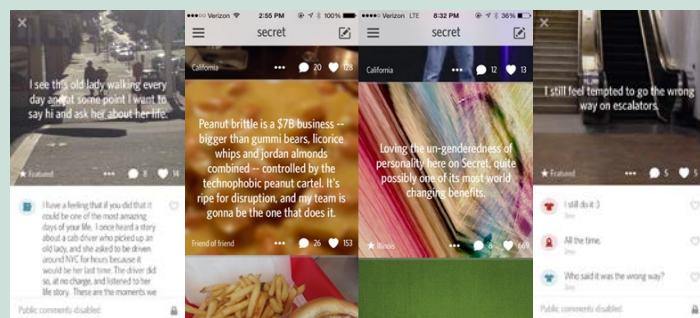 I see this old lady walking every
day and at some point I want to
say hi and ask her about her life.
★ Featured ••• 8 14
I have a feeling that if you did that it
could be one of the most amazing
days of your life. I once heard a story
about a cab driver who picked up an
old lady, and she asked to be driven
around NYC for hours because it
would be her last time. The driver did
so, at no charge, and listened to her
life story. These are the moments we
Public comments disabled
Verizon 2:55 PM 100%
secret
California ••• 20 128
Peanut brittle is a $7B business --
bigger than gummi bears, licorice
whips and jordan almonds
combined -- controlled by the
technophobic peanut cartel. It's
ripe for disruption, and my team is
gonna be the one that does it.
Friend of friend ••• 26 153
Verizon LTE 8:32 PM 36%
secret
California ••• 12 13
Loving the un-genderedness of
personality here on Secret, quite
possibly one of its most world
changing benefits.
★ Illinois ••• 669
I still feel tempted to go the wrong
way on escalators.
★ Featured ••• 5 5
I still do it :)
All the time.
Who said it was the wrong way?
Public comments disabled